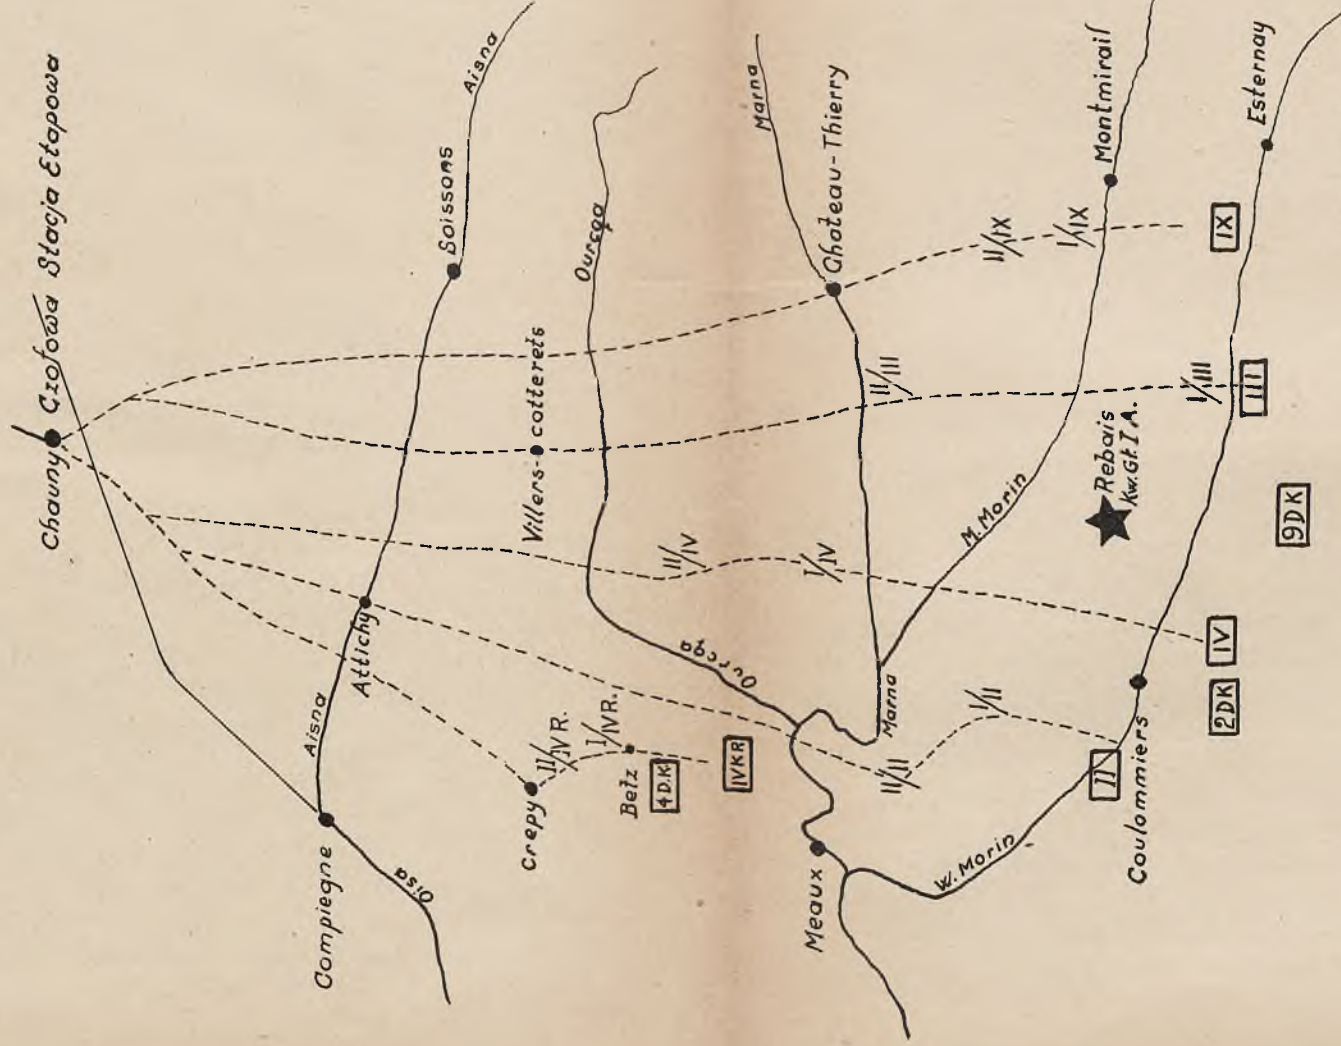 Chauny
Czołowa Stacja Etapowa
Aisna
Soissons
Attichy
Aisna
Compiegne
Oisa
Ourcqa
Villers-cotterets
Crepy
II/IVR.
I/IVR.
Betz
4D.K
IVKR
Ourcqa
II/IV
I/IV
Marna
Chateau-Thierry
II/III
II/IX
I/IX
Montmirail
Esternay
IX
I/III
III
M. Morin
Rebais
Kw.Gł. I A.
9DK
Marna
II/II
I/II
IV
2DK
II
Coulommiers
Meaux
W. Morin